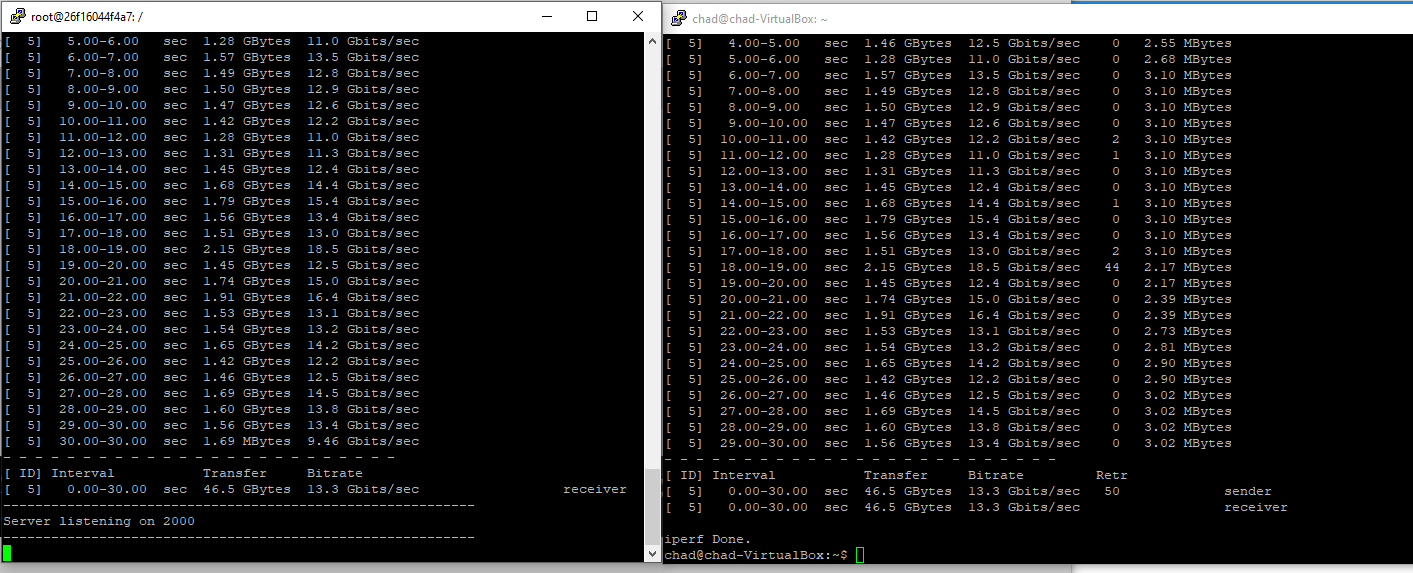 root@26f16044f4a7: /
[  5]   5.00-6.00   sec  1.28 GBytes  11.0 Gbits/sec
[  5]   6.00-7.00   sec  1.57 GBytes  13.5 Gbits/sec
[  5]   7.00-8.00   sec  1.49 GBytes  12.8 Gbits/sec
[  5]   8.00-9.00   sec  1.50 GBytes  12.9 Gbits/sec
[  5]   9.00-10.00  sec  1.47 GBytes  12.6 Gbits/sec
[  5]  10.00-11.00  sec  1.42 GBytes  12.2 Gbits/sec
[  5]  11.00-12.00  sec  1.28 GBytes  11.0 Gbits/sec
[  5]  12.00-13.00  sec  1.31 GBytes  11.3 Gbits/sec
[  5]  13.00-14.00  sec  1.45 GBytes  12.4 Gbits/sec
[  5]  14.00-15.00  sec  1.68 GBytes  14.4 Gbits/sec
[  5]  15.00-16.00  sec  1.79 GBytes  15.4 Gbits/sec
[  5]  16.00-17.00  sec  1.56 GBytes  13.4 Gbits/sec
[  5]  17.00-18.00  sec  1.51 GBytes  13.0 Gbits/sec
[  5]  18.00-19.00  sec  2.15 GBytes  18.5 Gbits/sec
[  5]  19.00-20.00  sec  1.45 GBytes  12.5 Gbits/sec
[  5]  20.00-21.00  sec  1.74 GBytes  15.0 Gbits/sec
[  5]  21.00-22.00  sec  1.91 GBytes  16.4 Gbits/sec
[  5]  22.00-23.00  sec  1.53 GBytes  13.1 Gbits/sec
[  5]  23.00-24.00  sec  1.54 GBytes  13.2 Gbits/sec
[  5]  24.00-25.00  sec  1.65 GBytes  14.2 Gbits/sec
[  5]  25.00-26.00  sec  1.42 GBytes  12.2 Gbits/sec
[  5]  26.00-27.00  sec  1.46 GBytes  12.5 Gbits/sec
[  5]  27.00-28.00  sec  1.69 GBytes  14.5 Gbits/sec
[  5]  28.00-29.00  sec  1.60 GBytes  13.8 Gbits/sec
[  5]  29.00-30.00  sec  1.56 GBytes  13.4 Gbits/sec
[  5]  30.00-30.00  sec  1.69 MBytes  9.46 Gbits/sec
- - - - - - - - - - - - - - - - - - - - - - - - -
[ ID] Interval           Transfer     Bitrate
[  5]   0.00-30.00  sec  46.5 GBytes  13.3 Gbits/sec                  receiver
-----------------------------------------------------------
Server listening on 2000
-----------------------------------------------------------
chad@chad-VirtualBox: ~
[  5]   4.00-5.00   sec  1.46 GBytes  12.5 Gbits/sec    0   2.55 MBytes
[  5]   5.00-6.00   sec  1.28 GBytes  11.0 Gbits/sec    0   2.68 MBytes
[  5]   6.00-7.00   sec  1.57 GBytes  13.5 Gbits/sec    0   3.10 MBytes
[  5]   7.00-8.00   sec  1.49 GBytes  12.8 Gbits/sec    0   3.10 MBytes
[  5]   8.00-9.00   sec  1.50 GBytes  12.9 Gbits/sec    0   3.10 MBytes
[  5]   9.00-10.00  sec  1.47 GBytes  12.6 Gbits/sec    0   3.10 MBytes
[  5]  10.00-11.00  sec  1.42 GBytes  12.2 Gbits/sec    2   3.10 MBytes
[  5]  11.00-12.00  sec  1.28 GBytes  11.0 Gbits/sec    1   3.10 MBytes
[  5]  12.00-13.00  sec  1.31 GBytes  11.3 Gbits/sec    0   3.10 MBytes
[  5]  13.00-14.00  sec  1.45 GBytes  12.4 Gbits/sec    0   3.10 MBytes
[  5]  14.00-15.00  sec  1.68 GBytes  14.4 Gbits/sec    1   3.10 MBytes
[  5]  15.00-16.00  sec  1.79 GBytes  15.4 Gbits/sec    0   3.10 MBytes
[  5]  16.00-17.00  sec  1.56 GBytes  13.4 Gbits/sec    0   3.10 MBytes
[  5]  17.00-18.00  sec  1.51 GBytes  13.0 Gbits/sec    2   3.10 MBytes
[  5]  18.00-19.00  sec  2.15 GBytes  18.5 Gbits/sec   44   2.17 MBytes
[  5]  19.00-20.00  sec  1.45 GBytes  12.4 Gbits/sec    0   2.17 MBytes
[  5]  20.00-21.00  sec  1.74 GBytes  15.0 Gbits/sec    0   2.39 MBytes
[  5]  21.00-22.00  sec  1.91 GBytes  16.4 Gbits/sec    0   2.39 MBytes
[  5]  22.00-23.00  sec  1.53 GBytes  13.1 Gbits/sec    0   2.73 MBytes
[  5]  23.00-24.00  sec  1.54 GBytes  13.2 Gbits/sec    0   2.81 MBytes
[  5]  24.00-25.00  sec  1.65 GBytes  14.2 Gbits/sec    0   2.90 MBytes
[  5]  25.00-26.00  sec  1.42 GBytes  12.2 Gbits/sec    0   2.90 MBytes
[  5]  26.00-27.00  sec  1.46 GBytes  12.5 Gbits/sec    0   3.02 MBytes
[  5]  27.00-28.00  sec  1.69 GBytes  14.5 Gbits/sec    0   3.02 MBytes
[  5]  28.00-29.00  sec  1.60 GBytes  13.8 Gbits/sec    0   3.02 MBytes
[  5]  29.00-30.00  sec  1.56 GBytes  13.4 Gbits/sec    0   3.02 MBytes
- - - - - - - - - - - - - - - - - - - - - - - - -
[ ID] Interval           Transfer     Bitrate         Retr
[  5]   0.00-30.00  sec  46.5 GBytes  13.3 Gbits/sec   50             sender
[  5]   0.00-30.00  sec  46.5 GBytes  13.3 Gbits/sec                  receiver
iperf Done.
chad@chad-VirtualBox:~$